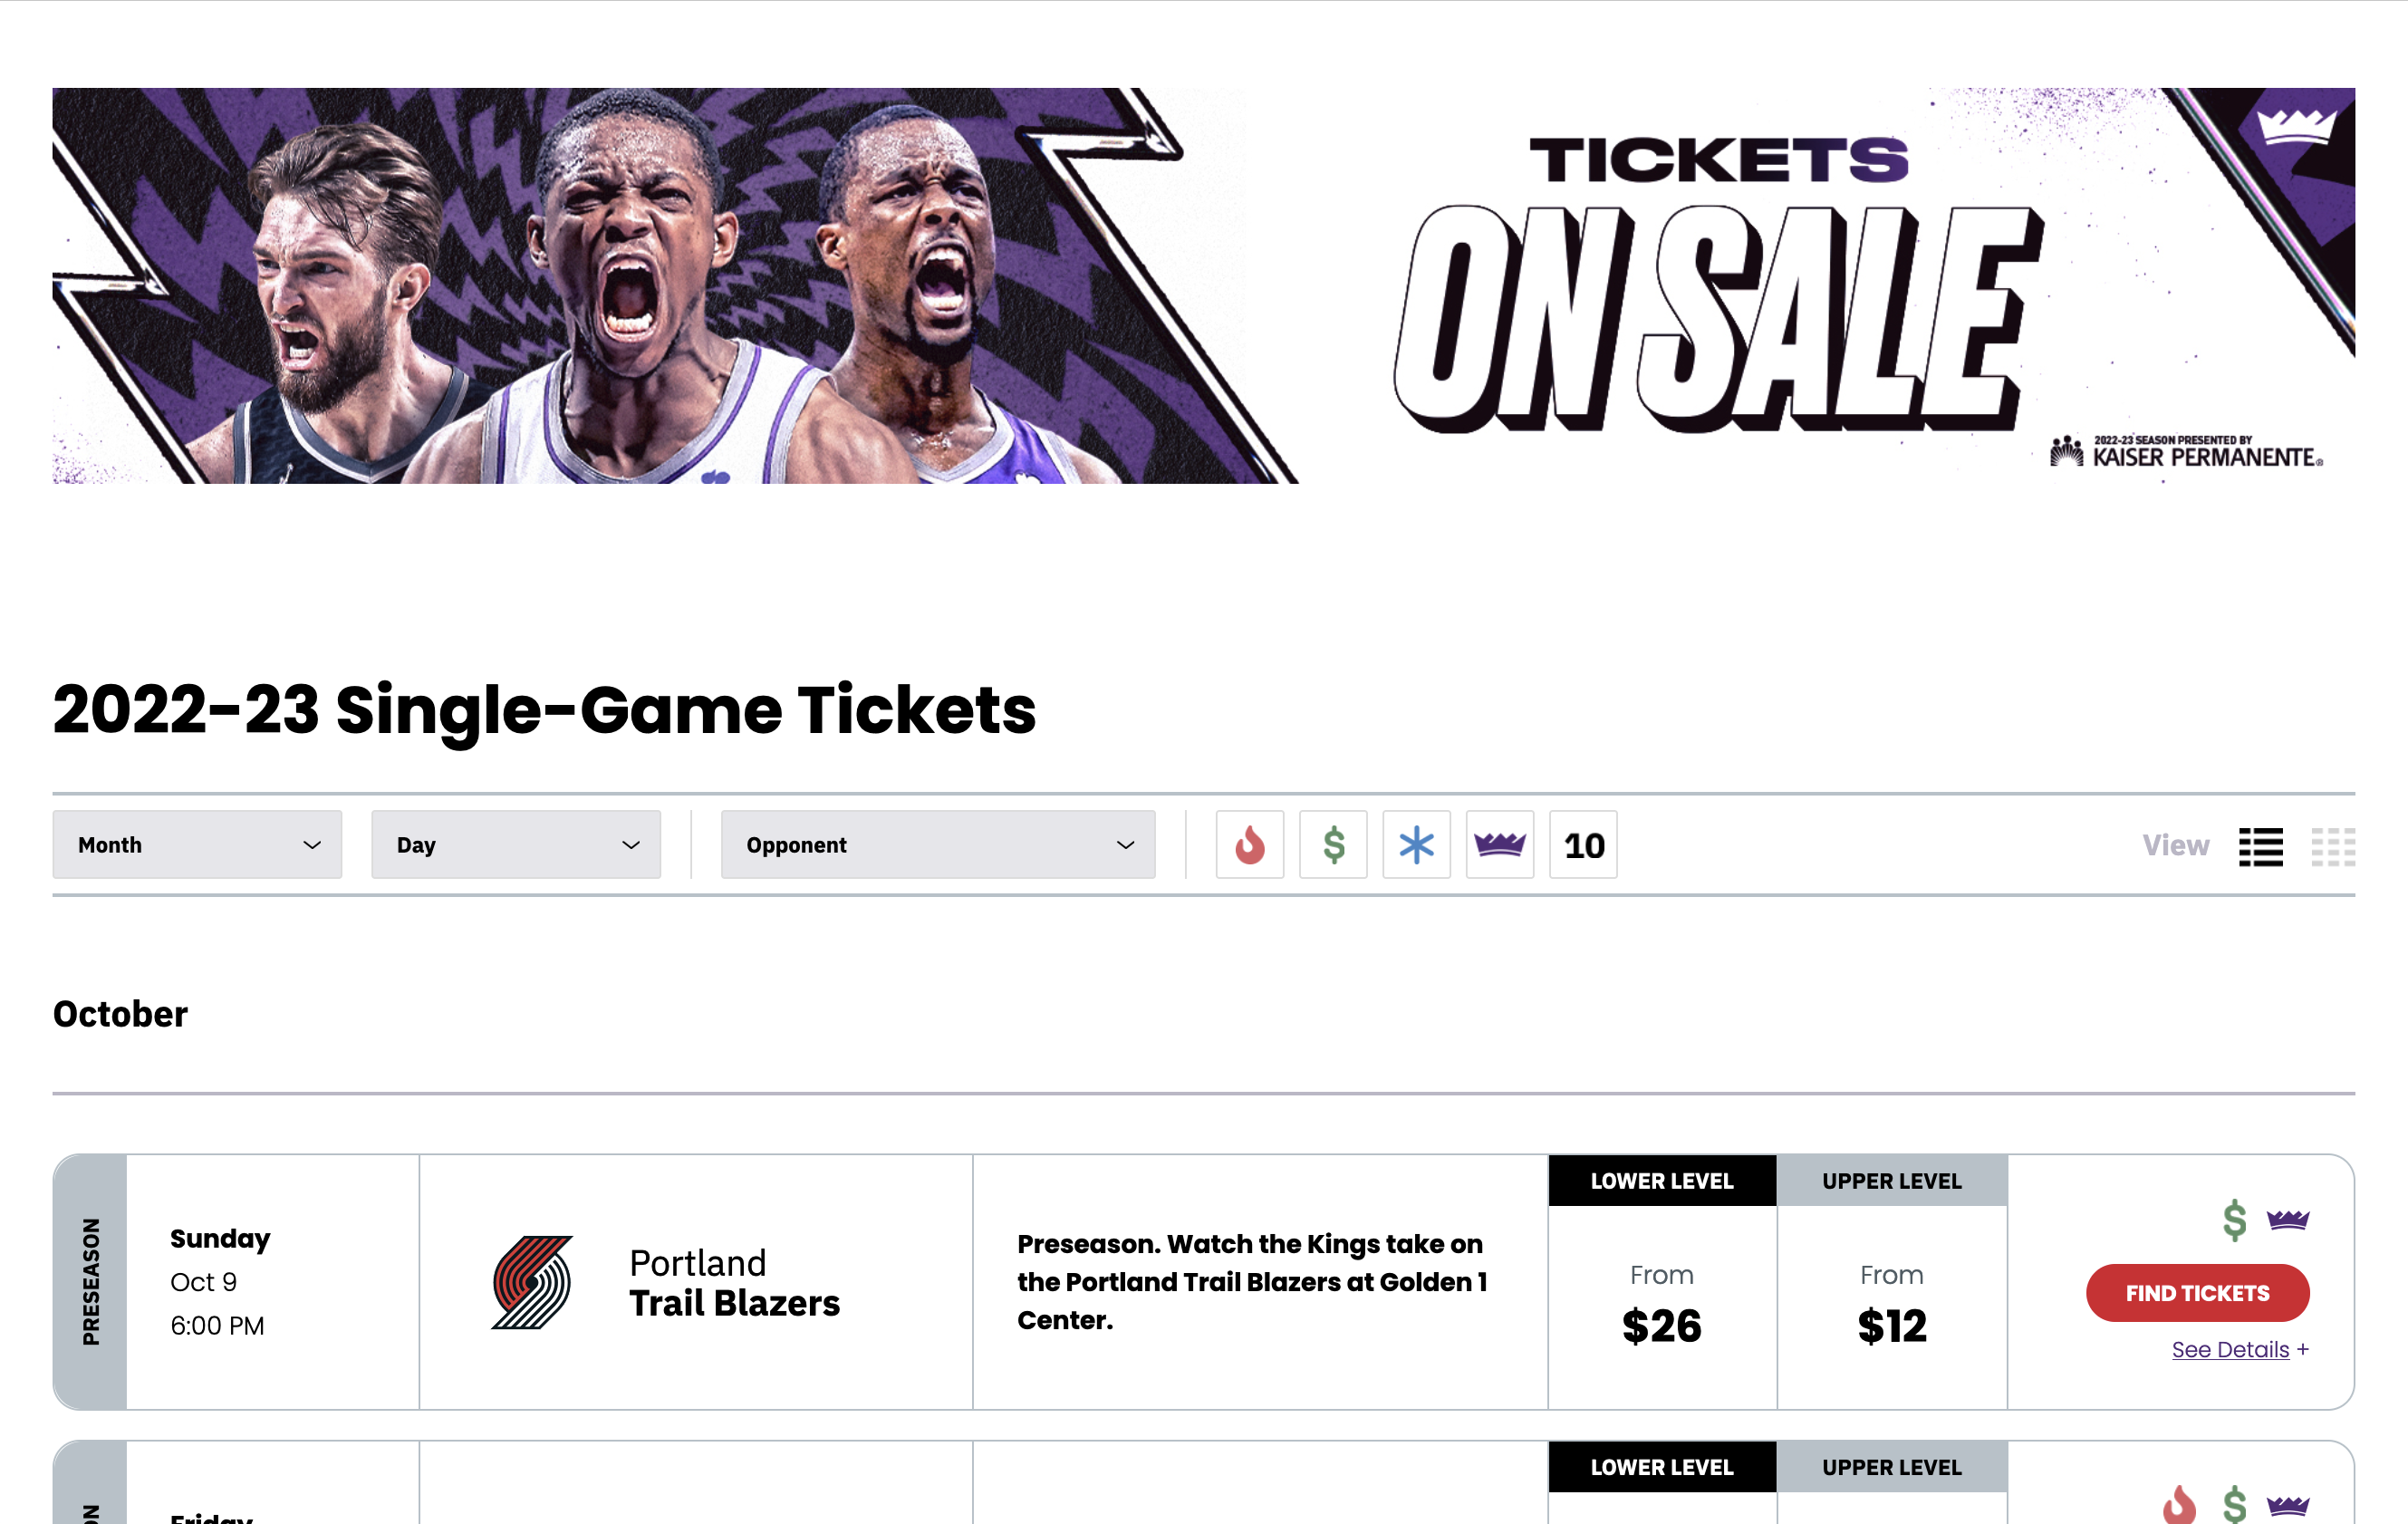 TICKETS
ON SALE
2022-23 SEASON PRESENTED BY
KAISER PERMANENTE®
2022-23 Single-Game Tickets
Month
Day
Opponent
$
10
View
October
PRESEASON
Sunday
Oct 9
6:00 PM
Portland
Trail Blazers
Preseason. Watch the Kings take on
the Portland Trail Blazers at Golden 1
Center.
LOWER LEVEL
From
$26
UPPER LEVEL
From
$12
$
FIND TICKETS
See Details +
Friday
LOWER LEVEL
UPPER LEVEL
$